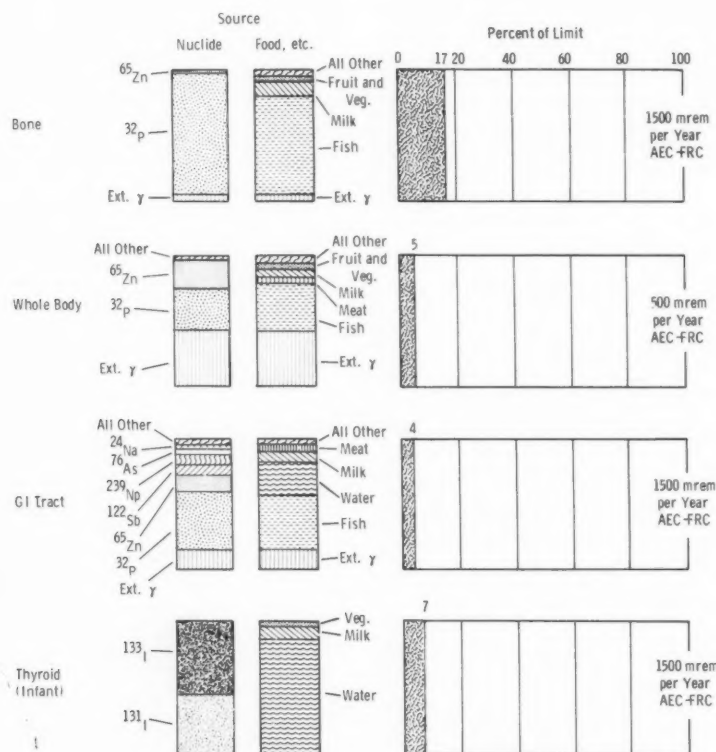 Source
Nuclide Food, etc. Percent of Limit
0 17 20 40 60 80 100
Bone
65Zn
32P
Ext. γ
All Other
Fruit and
Veg.
Milk
Fish
Ext. γ
1500 mrem
per Year
AEC-FRC
Whole Body
All Other
65Zn
32P
Ext. γ
All Other
Fruit and
Veg.
Milk
Meat
Fish
Ext. γ
5
500 mrem
per Year
AEC-FRC
GI Tract
All Other
24Na
76As
239Np
122Sb
65Zn
32P
Ext. γ
All Other
Meat
Milk
Water
Fish
Ext. γ
4
1500 mrem
per Year
AEC-FRC
Thyroid
(Infant)
133I
131I
Veg.
Milk
Water
7
1500 mrem
per Year
AEC-FRC